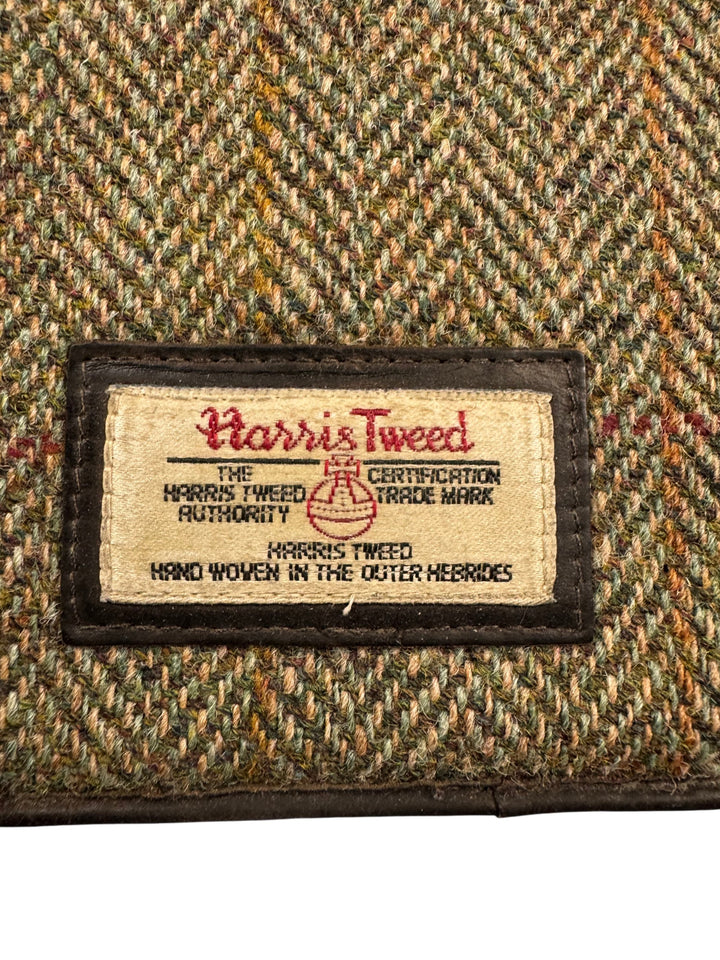 Harris Tweed
THE CERTIFICATION
HARRIS TWEED TRADE MARK
AUTHORITY
HARRIS TWEED
HAND WOVEN IN THE OUTER HEBRIDES